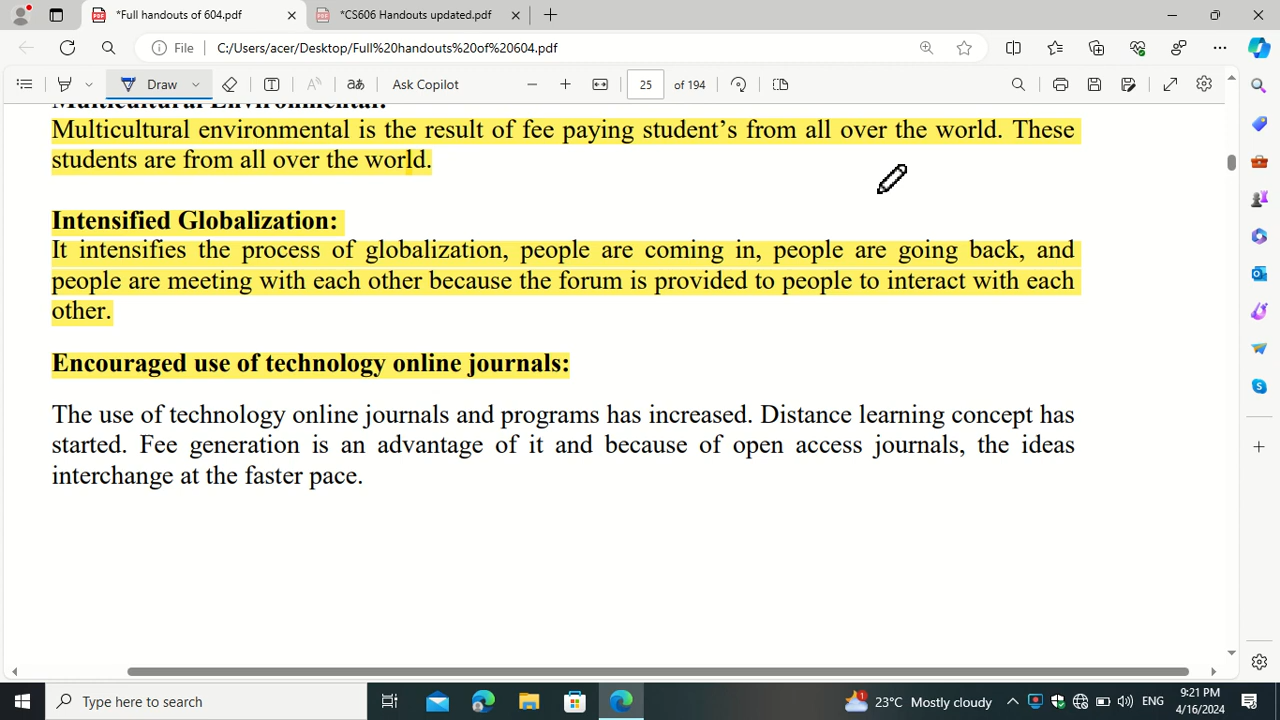 *Full handouts of 604.pdf
*CS606 Handouts updated.pdf
File
C:/Users/acer/Desktop/Full%20handouts%20of%20604.pdf
Draw
Ask Copilot
25
of 194
Multicultural Environmental:
Multicultural environmental is the result of fee paying student’s from all over the world. These
students are from all over the world.
Intensified Globalization:
It intensifies the process of globalization, people are coming in, people are going back, and
people are meeting with each other because the forum is provided to people to interact with each
other.
Encouraged use of technology online journals:
The use of technology online journals and programs has increased. Distance learning concept has
started. Fee generation is an advantage of it and because of open access journals, the ideas
interchange at the faster pace.
Type here to search
23°C Mostly cloudy
ENG
9:21 PM
4/16/2024